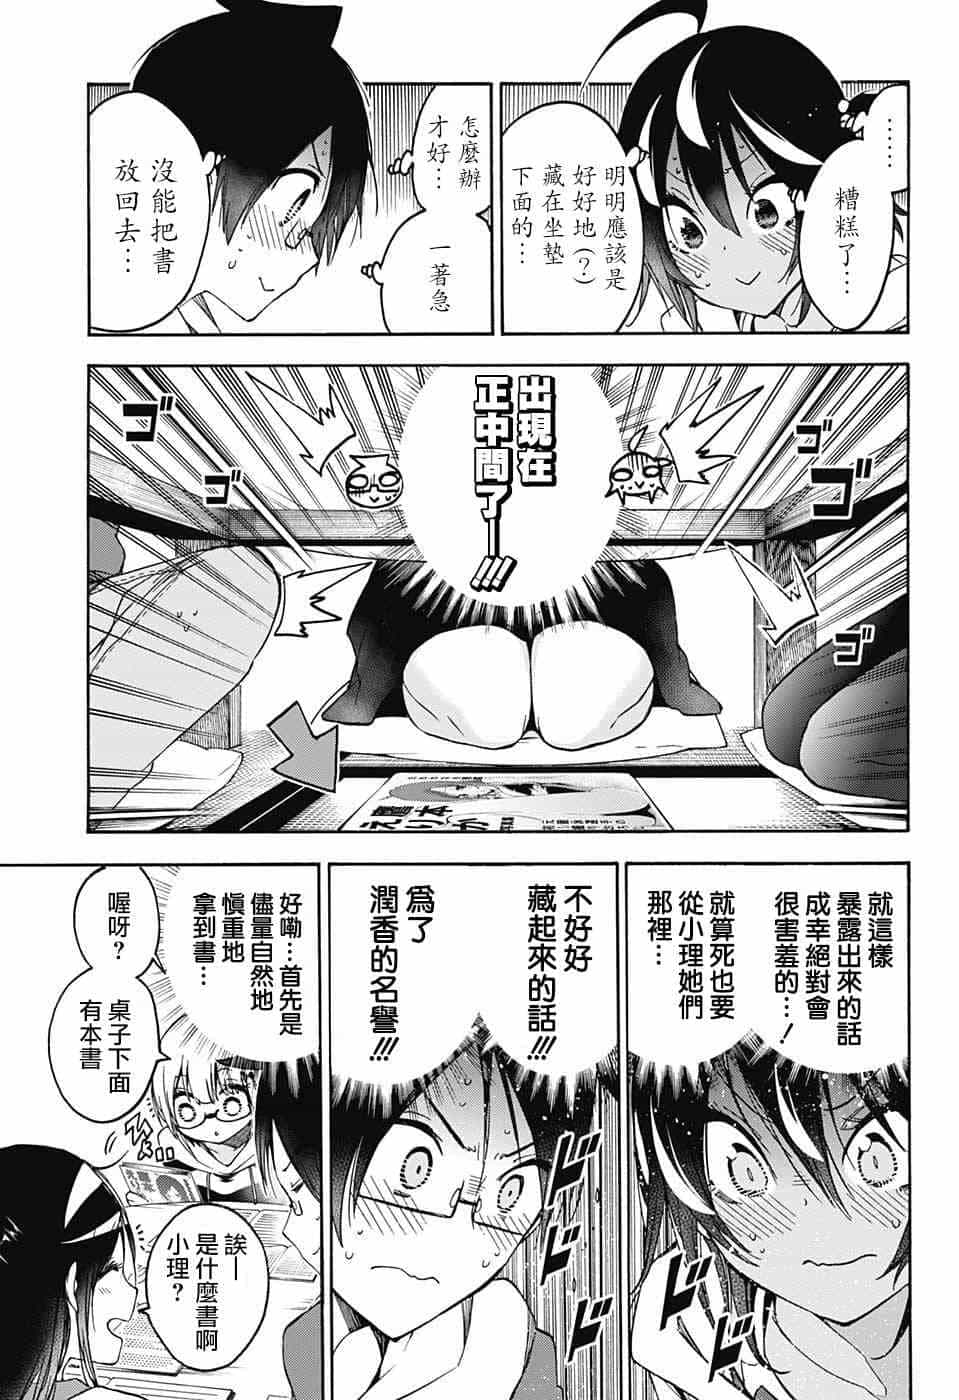 ⋯⋯
糟糕了⋯
明明應該是
好好地(?)
藏在坐墊
下面的⋯
怎麼辦
才好⋯
一著急
沒能把書
放回去⋯
出現在
正中間了—!!!
ゴ
ゴ
ゴ
ゴ
就這樣
暴露出來的話
成幸絕對會
很害羞的⋯!
就算死也要
從小理她們
那裡⋯
不好好
藏起來的話!!!
為了
潤香的名譽!!!
ドド
ドド
好嘞⋯首先是
儘量自然地
慎重地
拿到書⋯
喔呀?
桌子下面
有本書
誒—
是什麼書啊
小理?